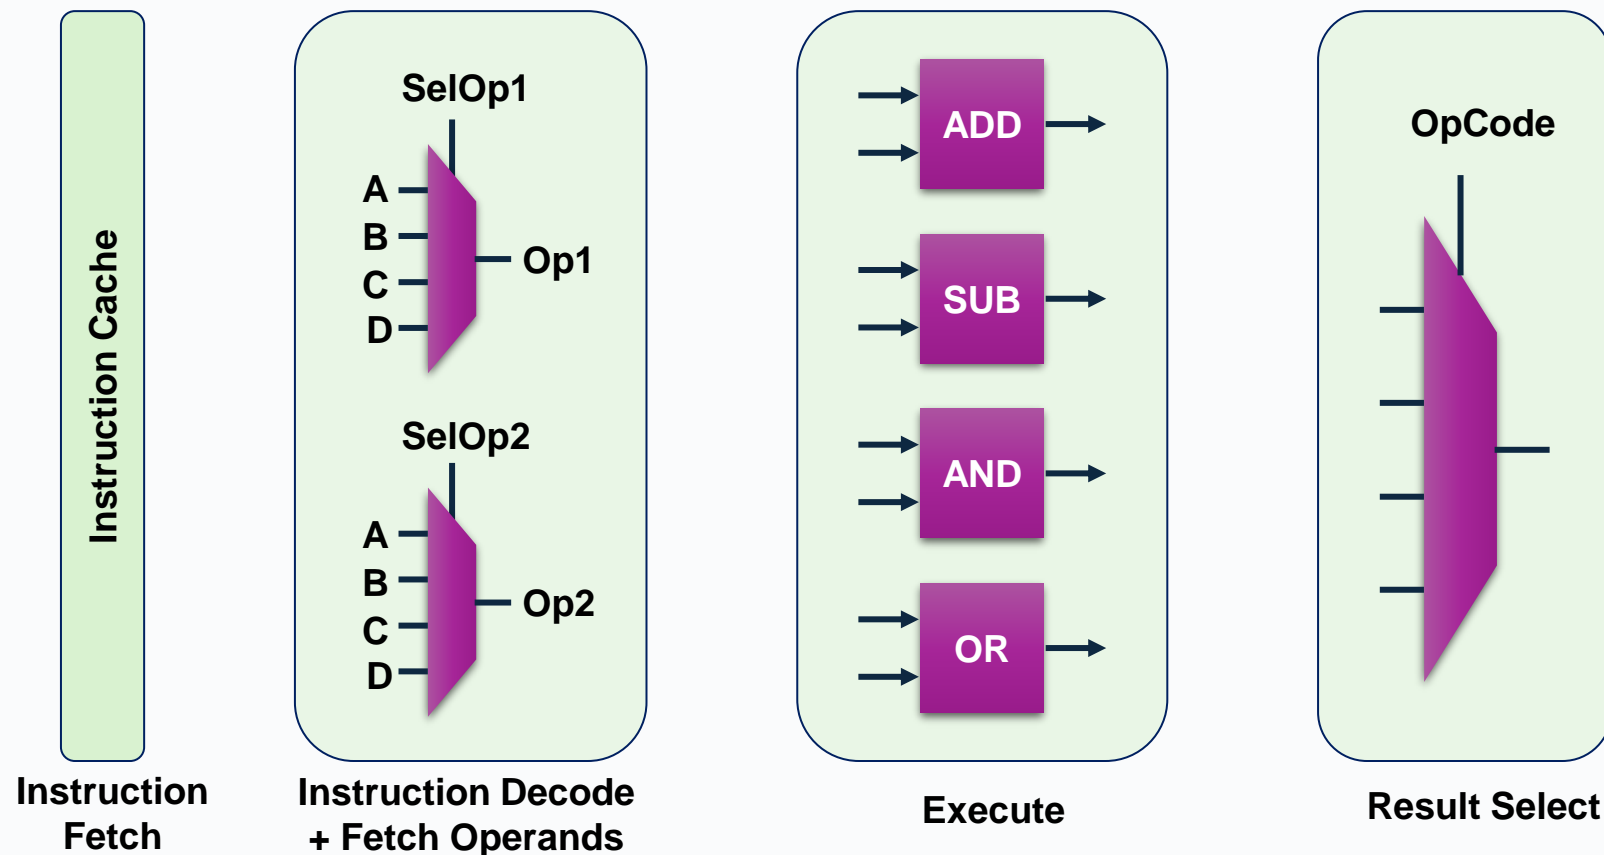 Instruction Cache
Instruction
Fetch
SelOp1
A
B
C
D
Op1
SelOp2
A
B
C
D
Op2
Instruction Decode
+ Fetch Operands
ADD
SUB
AND
OR
Execute
OpCode
Result Select